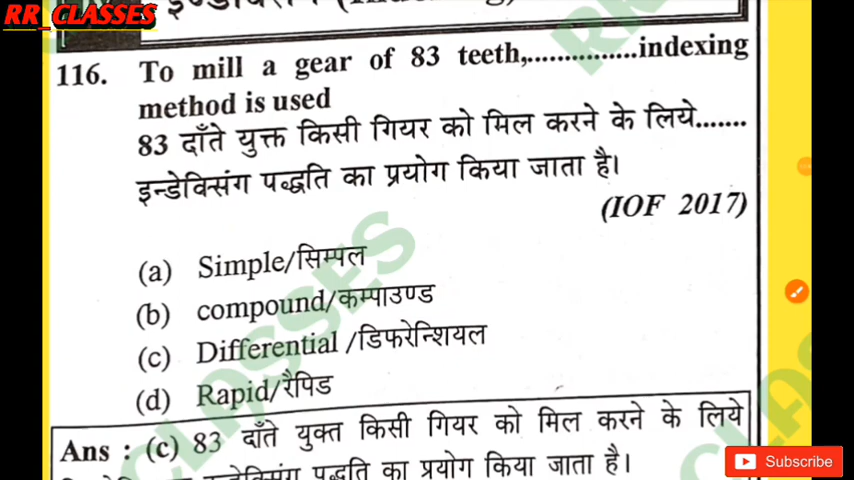 RR_CLASSES
116. To mill a gear of 83 teeth,...............indexing
method is used
83 दाँते युक्त किसी गियर को मिल करने के लिये.......
इन्डेक्सिंग पद्धति का प्रयोग किया जाता है।
(IOF 2017)
(a) Simple/सिम्पल
(b) compound/कम्पाउण्ड
(c) Differential /डिफरेन्शियल
(d) Rapid/रैपिड
Ans : (c) 83 दाँते युक्त किसी गियर को मिल करने के लिये
पद्धति का प्रयोग किया जाता है।
Subscribe
CLASSES